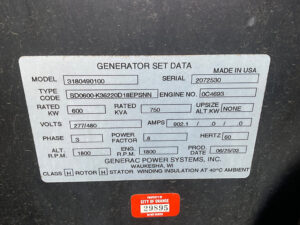 GENERATOR SET DATA
MODEL 3180490100 SERIAL 2072530 MADE IN USA
TYPE CODE SD0600-K36220D18EPSNN ENGINE NO. 0C4693
RATED KW 600 RATED KVA 750 UPSIZE ALT KW NONE
VOLTS 277/480 AMPS 902.1 / 0 / 0
PHASE 3 POWER FACTOR .8 HERTZ 60
ALT. R.P.M. 1800 ENG. R.P.M. 1800 PROD. DATE 06/25/03
GENERAC POWER SYSTEMS, INC.
WAUKESHA, WI
CLASS H ROTOR H STATOR WINDING INSULATION AT 40°C AMBIENT
PROPERTY OF
CITY OF ORANGE
29895